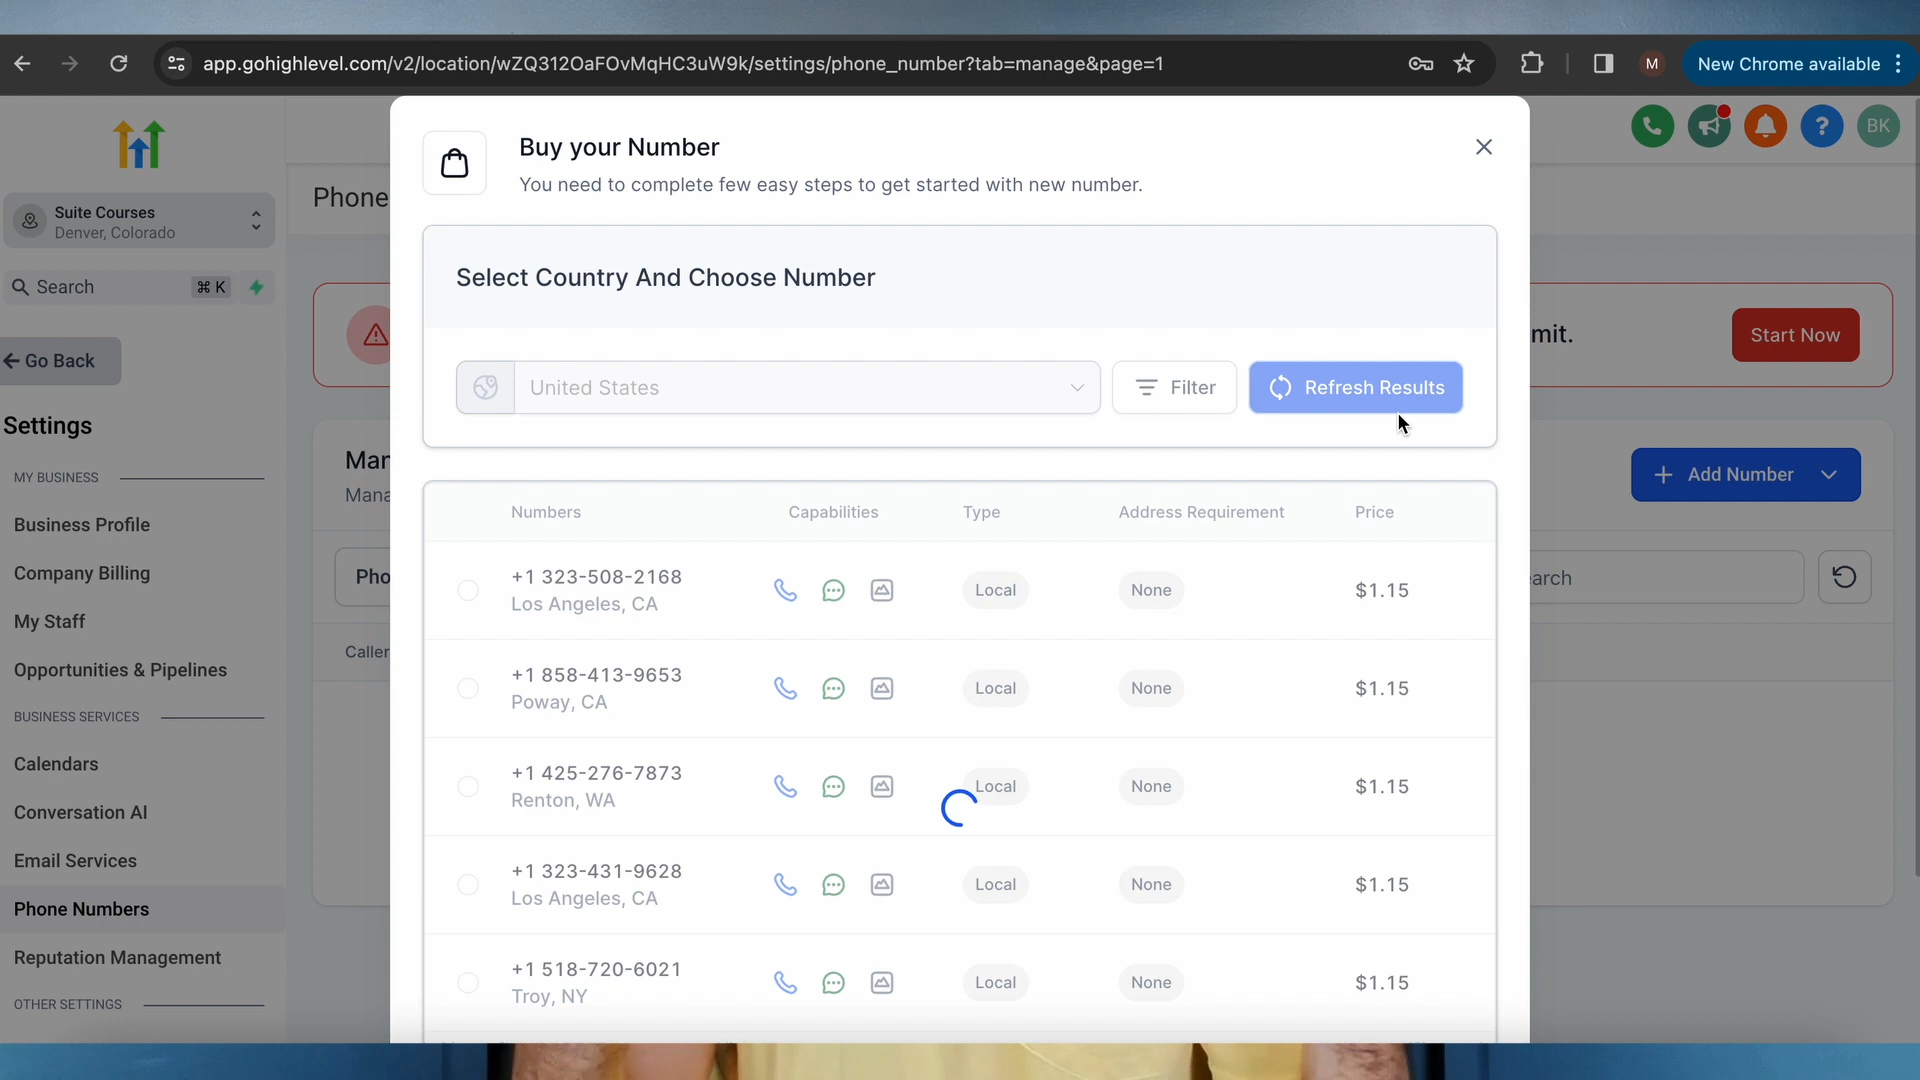 app.gohighlevel.com/v2/location/wZQ312OaFOvMqHC3uW9k/settings/phone_number?tab=manage&page=1
M
New Chrome available
BK
Suite Courses
Denver, Colorado
Search
⌘ K
Go Back
Settings
MY BUSINESS
Business Profile
Company Billing
My Staff
Opportunities & Pipelines
BUSINESS SERVICES
Calendars
Conversation AI
Email Services
Phone Numbers
Reputation Management
OTHER SETTINGS
Phone
mit.
Start Now
Man
Mana
+ Add Number
Pho
earch
Caller
Buy your Number
You need to complete few easy steps to get started with new number.
Select Country And Choose Number
United States
Filter
Refresh Results
Numbers Capabilities Type Address Requirement Price
+1 323-508-2168
Los Angeles, CA
Local None $1.15
+1 858-413-9653
Poway, CA
Local None $1.15
+1 425-276-7873
Renton, WA
Local None $1.15
+1 323-431-9628
Los Angeles, CA
Local None $1.15
+1 518-720-6021
Troy, NY
Local None $1.15